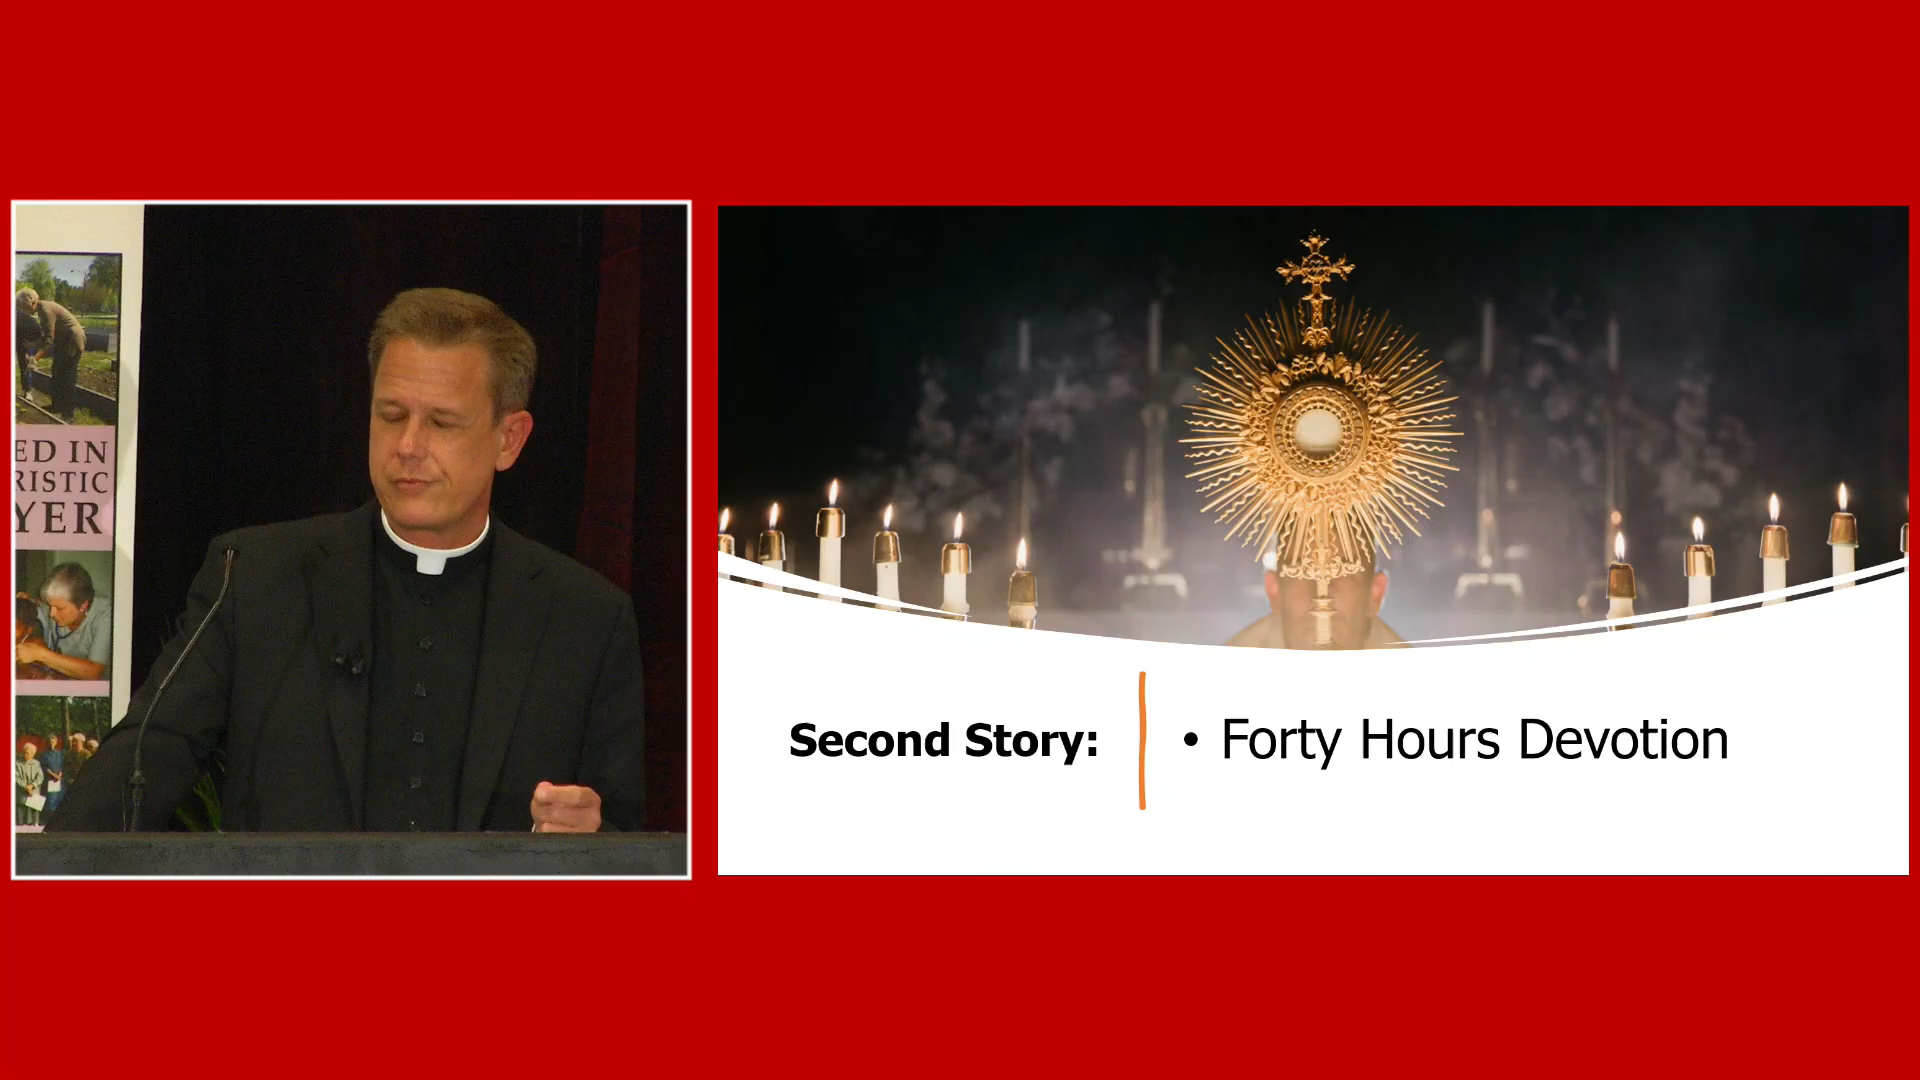 ED IN
RISTIC
YER
Second Story:
• Forty Hours Devotion